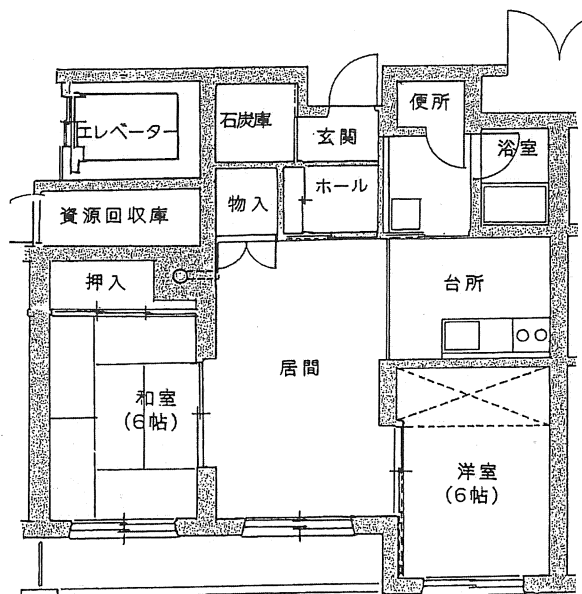 便所
石炭庫
エレベーター
玄関
浴室
ホール
物入
資源回収庫
押入
台所
居間
和室
(6帖)
洋室
(6帖)